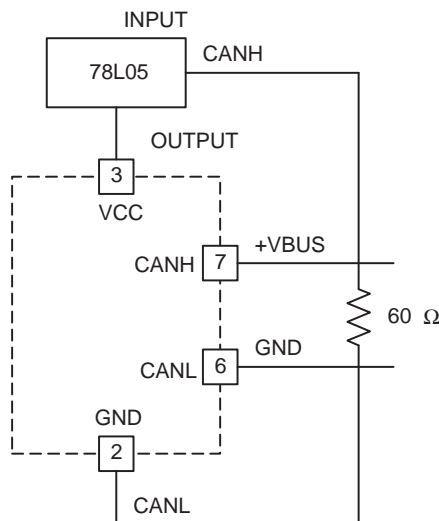 INPUT
CANH
78L05
OUTPUT
3
VCC
+VBUS
CANH
7
60 Ω
GND
CANL
6
GND
2
CANL